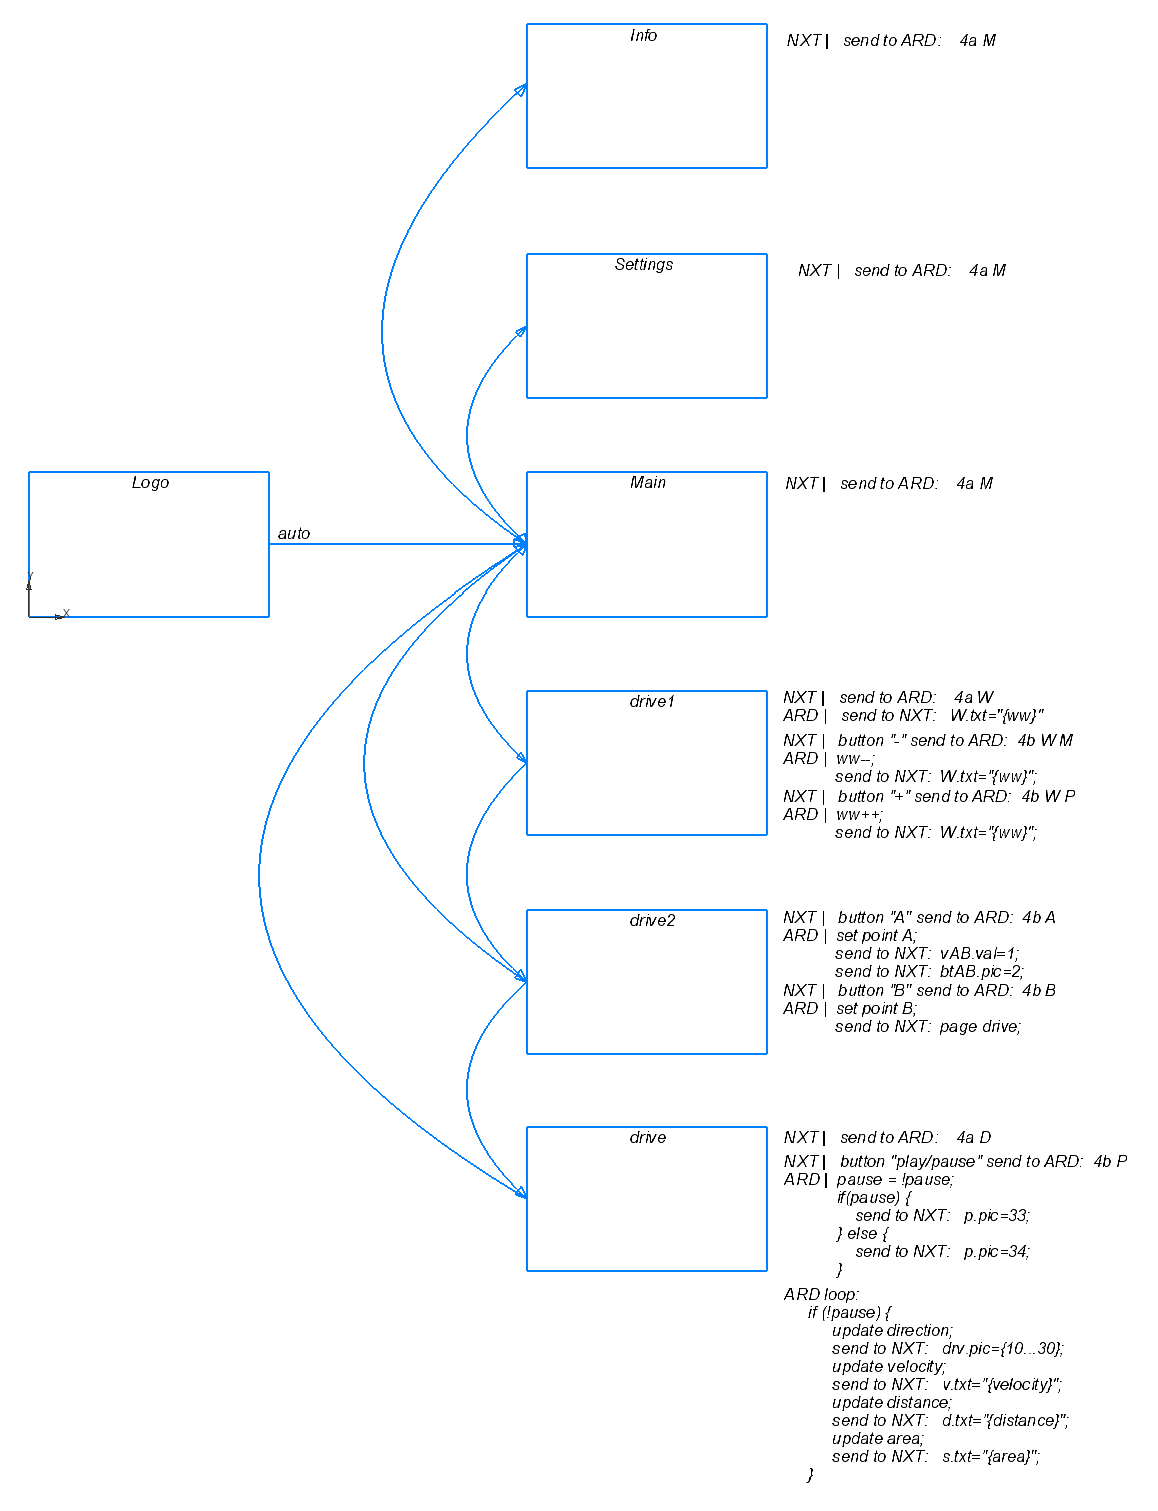 Info
NXT | send to ARD: 4a M
Settings
NXT | send to ARD: 4a M
Logo
auto
y
x
Main
NXT | send to ARD: 4a M
drive1
NXT | send to ARD: 4a W
ARD | send to NXT: W.txt="{ww}"
NXT | button "-" send to ARD: 4b W M
ARD | ww--;
send to NXT: W.txt="{ww}";
NXT | button "+" send to ARD: 4b W P
ARD | ww++;
send to NXT: W.txt="{ww}";
drive2
NXT | button "A" send to ARD: 4b A
ARD | set point A;
send to NXT: vAB.val=1;
send to NXT: btAB.pic=2;
NXT | button "B" send to ARD: 4b B
ARD | set point B;
send to NXT: page drive;
drive
NXT | send to ARD: 4a D
NXT | button "play/pause" send to ARD: 4b P
ARD | pause = !pause;
if(pause) {
send to NXT: p.pic=33;
} else {
send to NXT: p.pic=34;
}
ARD loop:
if (!pause) {
update direction;
send to NXT: drv.pic={10...30};
update velocity;
send to NXT: v.txt="{velocity}";
update distance;
send to NXT: d.txt="{distance}";
update area;
send to NXT: s.txt="{area}";
}